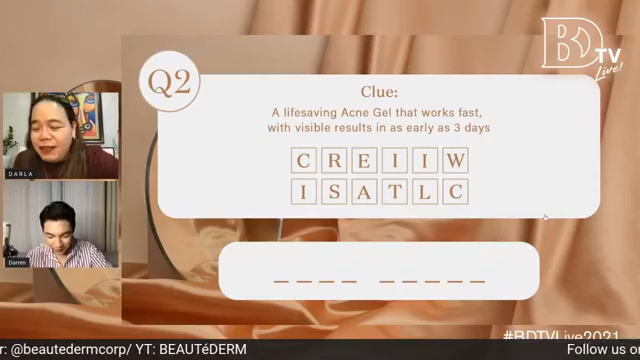 BD TV Live!
Q2
Clue:
A lifesaving Acne Gel that works fast,
with visible results in as early as 3 days
C R E I I W
I S A T L C
DARLA
Darren
#BDTVLive2021
r: @beautedermcorp/ YT: BEAUTéDERM
Follow us o